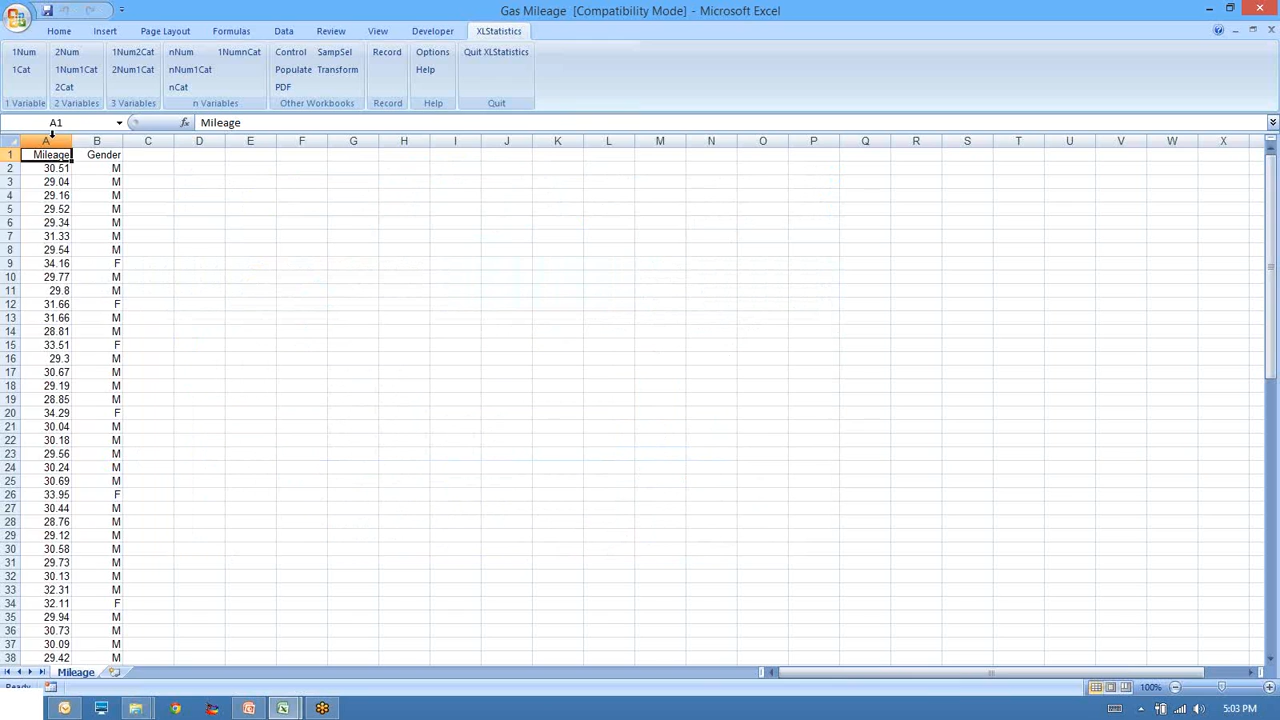 Gas Mileage [Compatibility Mode] - Microsoft Excel
Home Insert Page Layout Formulas Data Review View Developer XLStatistics
1Num 2Num 1Num2Cat nNum 1NumnCat Control SampSel Record Options Quit XLStatistics
1Cat 1Num1Cat 2Num1Cat nNum1Cat Populate Transform Help
2Cat nCat PDF
1 Variable 2 Variables 3 Variables n Variables Other Workbooks Record Help Quit
A1 fx Mileage
A B C D E F G H I J K L M N O P Q R S T U V W X
1 Mileage Gender
2 30.51 M
3 29.04 M
4 29.16 M
5 29.52 M
6 29.34 M
7 31.33 M
8 29.54 M
9 34.16 F
10 29.77 M
11 29.8 M
12 31.66 F
13 31.66 M
14 28.81 M
15 33.51 F
16 29.3 M
17 30.67 M
18 29.19 M
19 28.85 M
20 34.29 F
21 30.04 M
22 30.18 M
23 29.56 M
24 30.24 M
25 30.69 M
26 33.95 F
27 30.44 M
28 28.76 M
29 29.12 M
30 30.58 M
31 29.73 M
32 30.13 M
33 32.31 M
34 32.11 F
35 29.94 M
36 30.73 M
37 30.09 M
38 29.42 M
Mileage
Ready 100%
5:03 PM